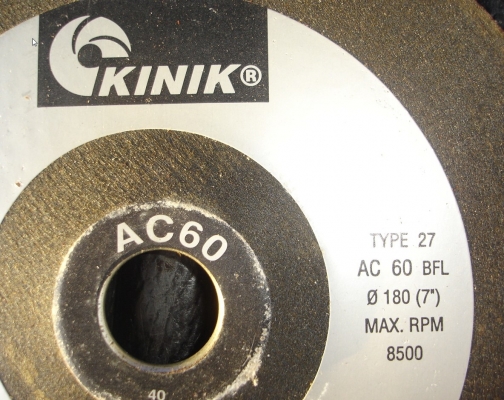 KINIK®
AC60
TYPE 27
AC 60 BFL
Ø 180 (7")
MAX. RPM
8500
40